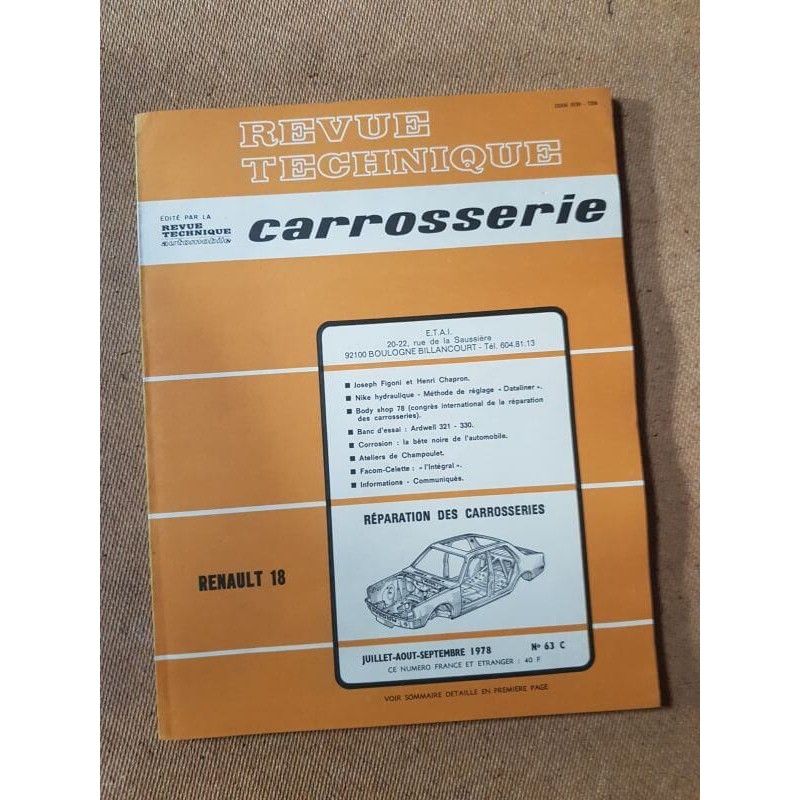 REVUE
TECHNIQUE
EDITÉ PAR LA
REVUE
TECHNIQUE
automobile
carrosserie
E.T.A.I.
20-22, rue de la Saussière
92100 BOULOGNE BILLANCOURT - Tél. 604.81.13
■ Joseph Figoni et Henri Chapron.
■ Nike hydraulique - Méthode de réglage « Dataliner ».
■ Body shop 78 (congrès international de la réparation
des carrosseries).
■ Banc d'essai : Ardwell 321 - 330.
■ Corrosion : la bête noire de l'automobile.
■ Ateliers de Champoulet.
■ Facom-Celette : « l'Intégral ».
■ Informations - Communiqués.
RÉPARATION DES CARROSSERIES
RENAULT 18
JUILLET-AOUT-SEPTEMBRE 1978 N° 63 C
CE NUMERO FRANCE ET ETRANGER : 40 F
VOIR SOMMAIRE DETAILLE EN PREMIERE PAGE